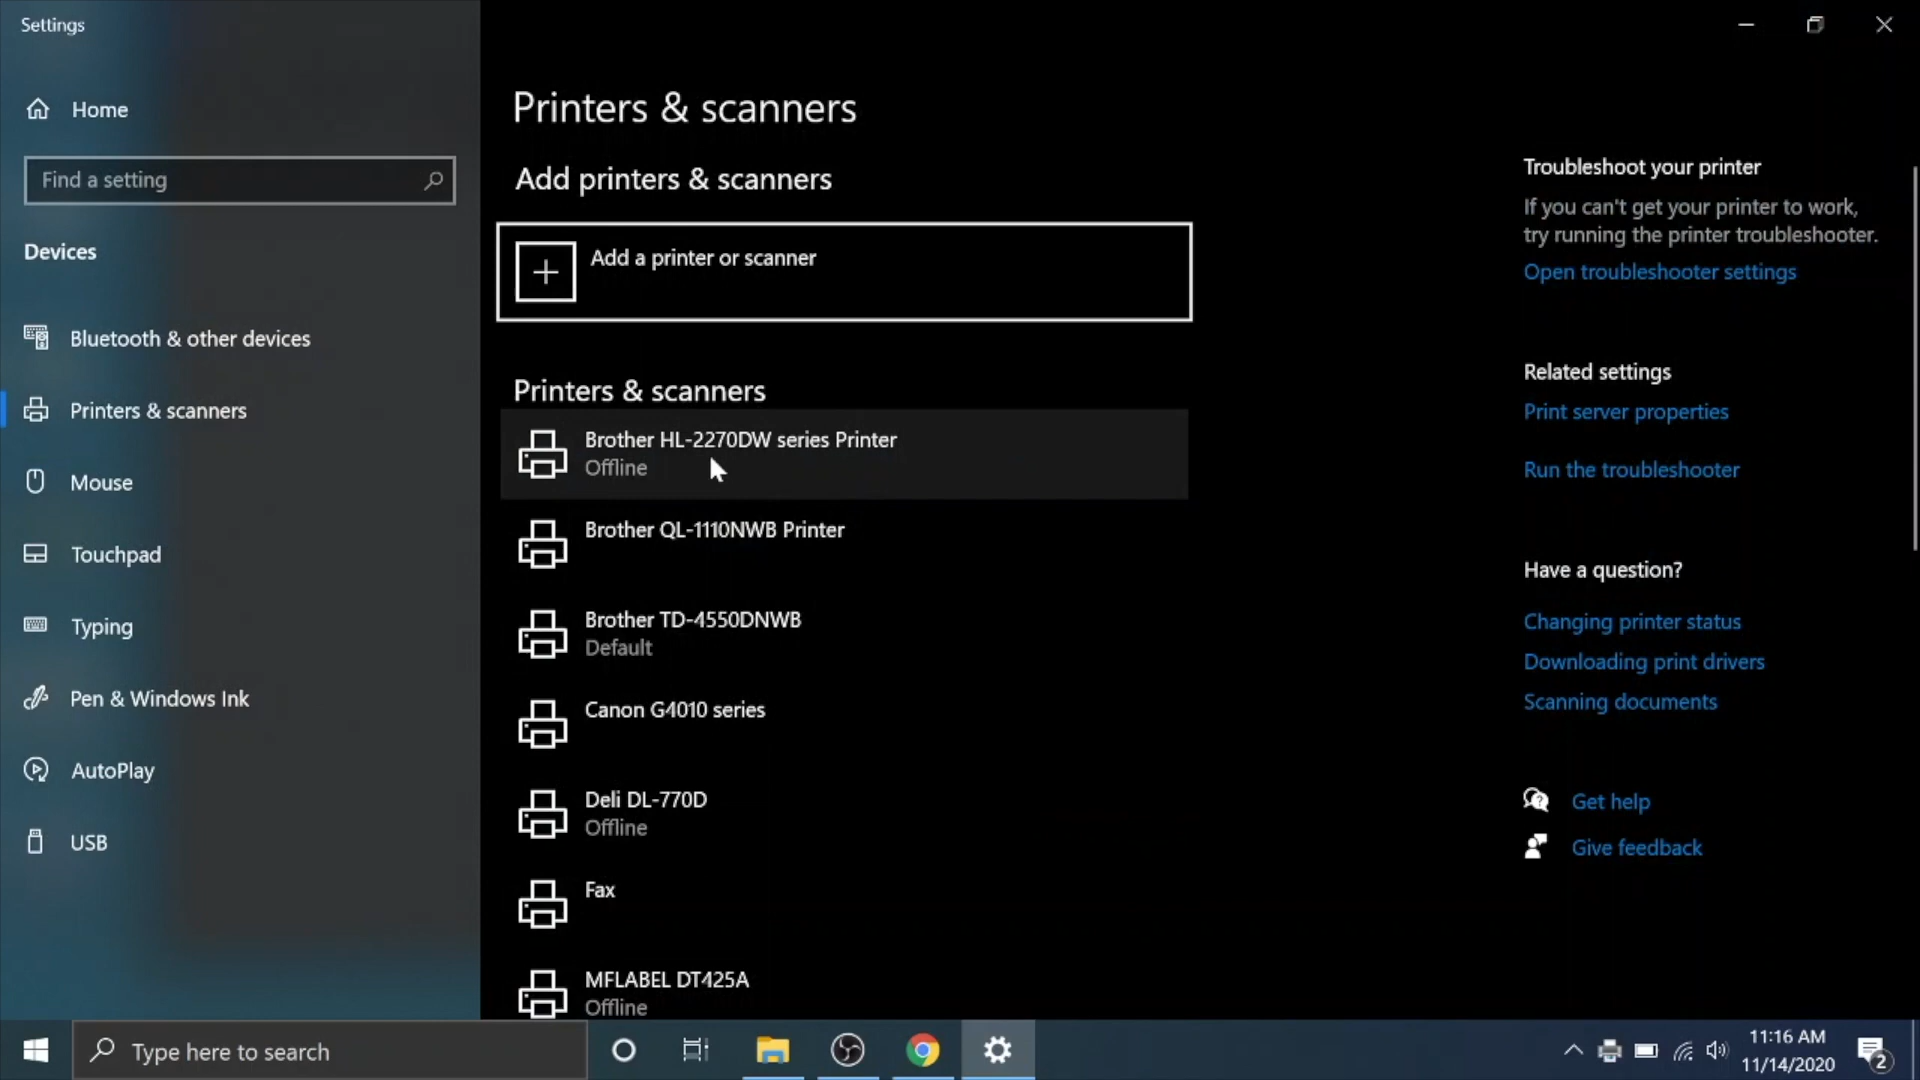 Settings
Home
Find a setting
Devices
Bluetooth & other devices
Printers & scanners
Mouse
Touchpad
Typing
Pen & Windows Ink
AutoPlay
USB
Printers & scanners
Add printers & scanners
Add a printer or scanner
Printers & scanners
Brother HL-2270DW series Printer
Offline
Brother QL-1110NWB Printer
Brother TD-4550DNWB
Default
Canon G4010 series
Deli DL-770D
Offline
Fax
MFLABEL DT425A
Offline
Troubleshoot your printer
If you can't get your printer to work,
try running the printer troubleshooter.
Open troubleshooter settings
Related settings
Print server properties
Run the troubleshooter
Have a question?
Changing printer status
Downloading print drivers
Scanning documents
Get help
Give feedback
Type here to search
11:16 AM
11/14/2020
2